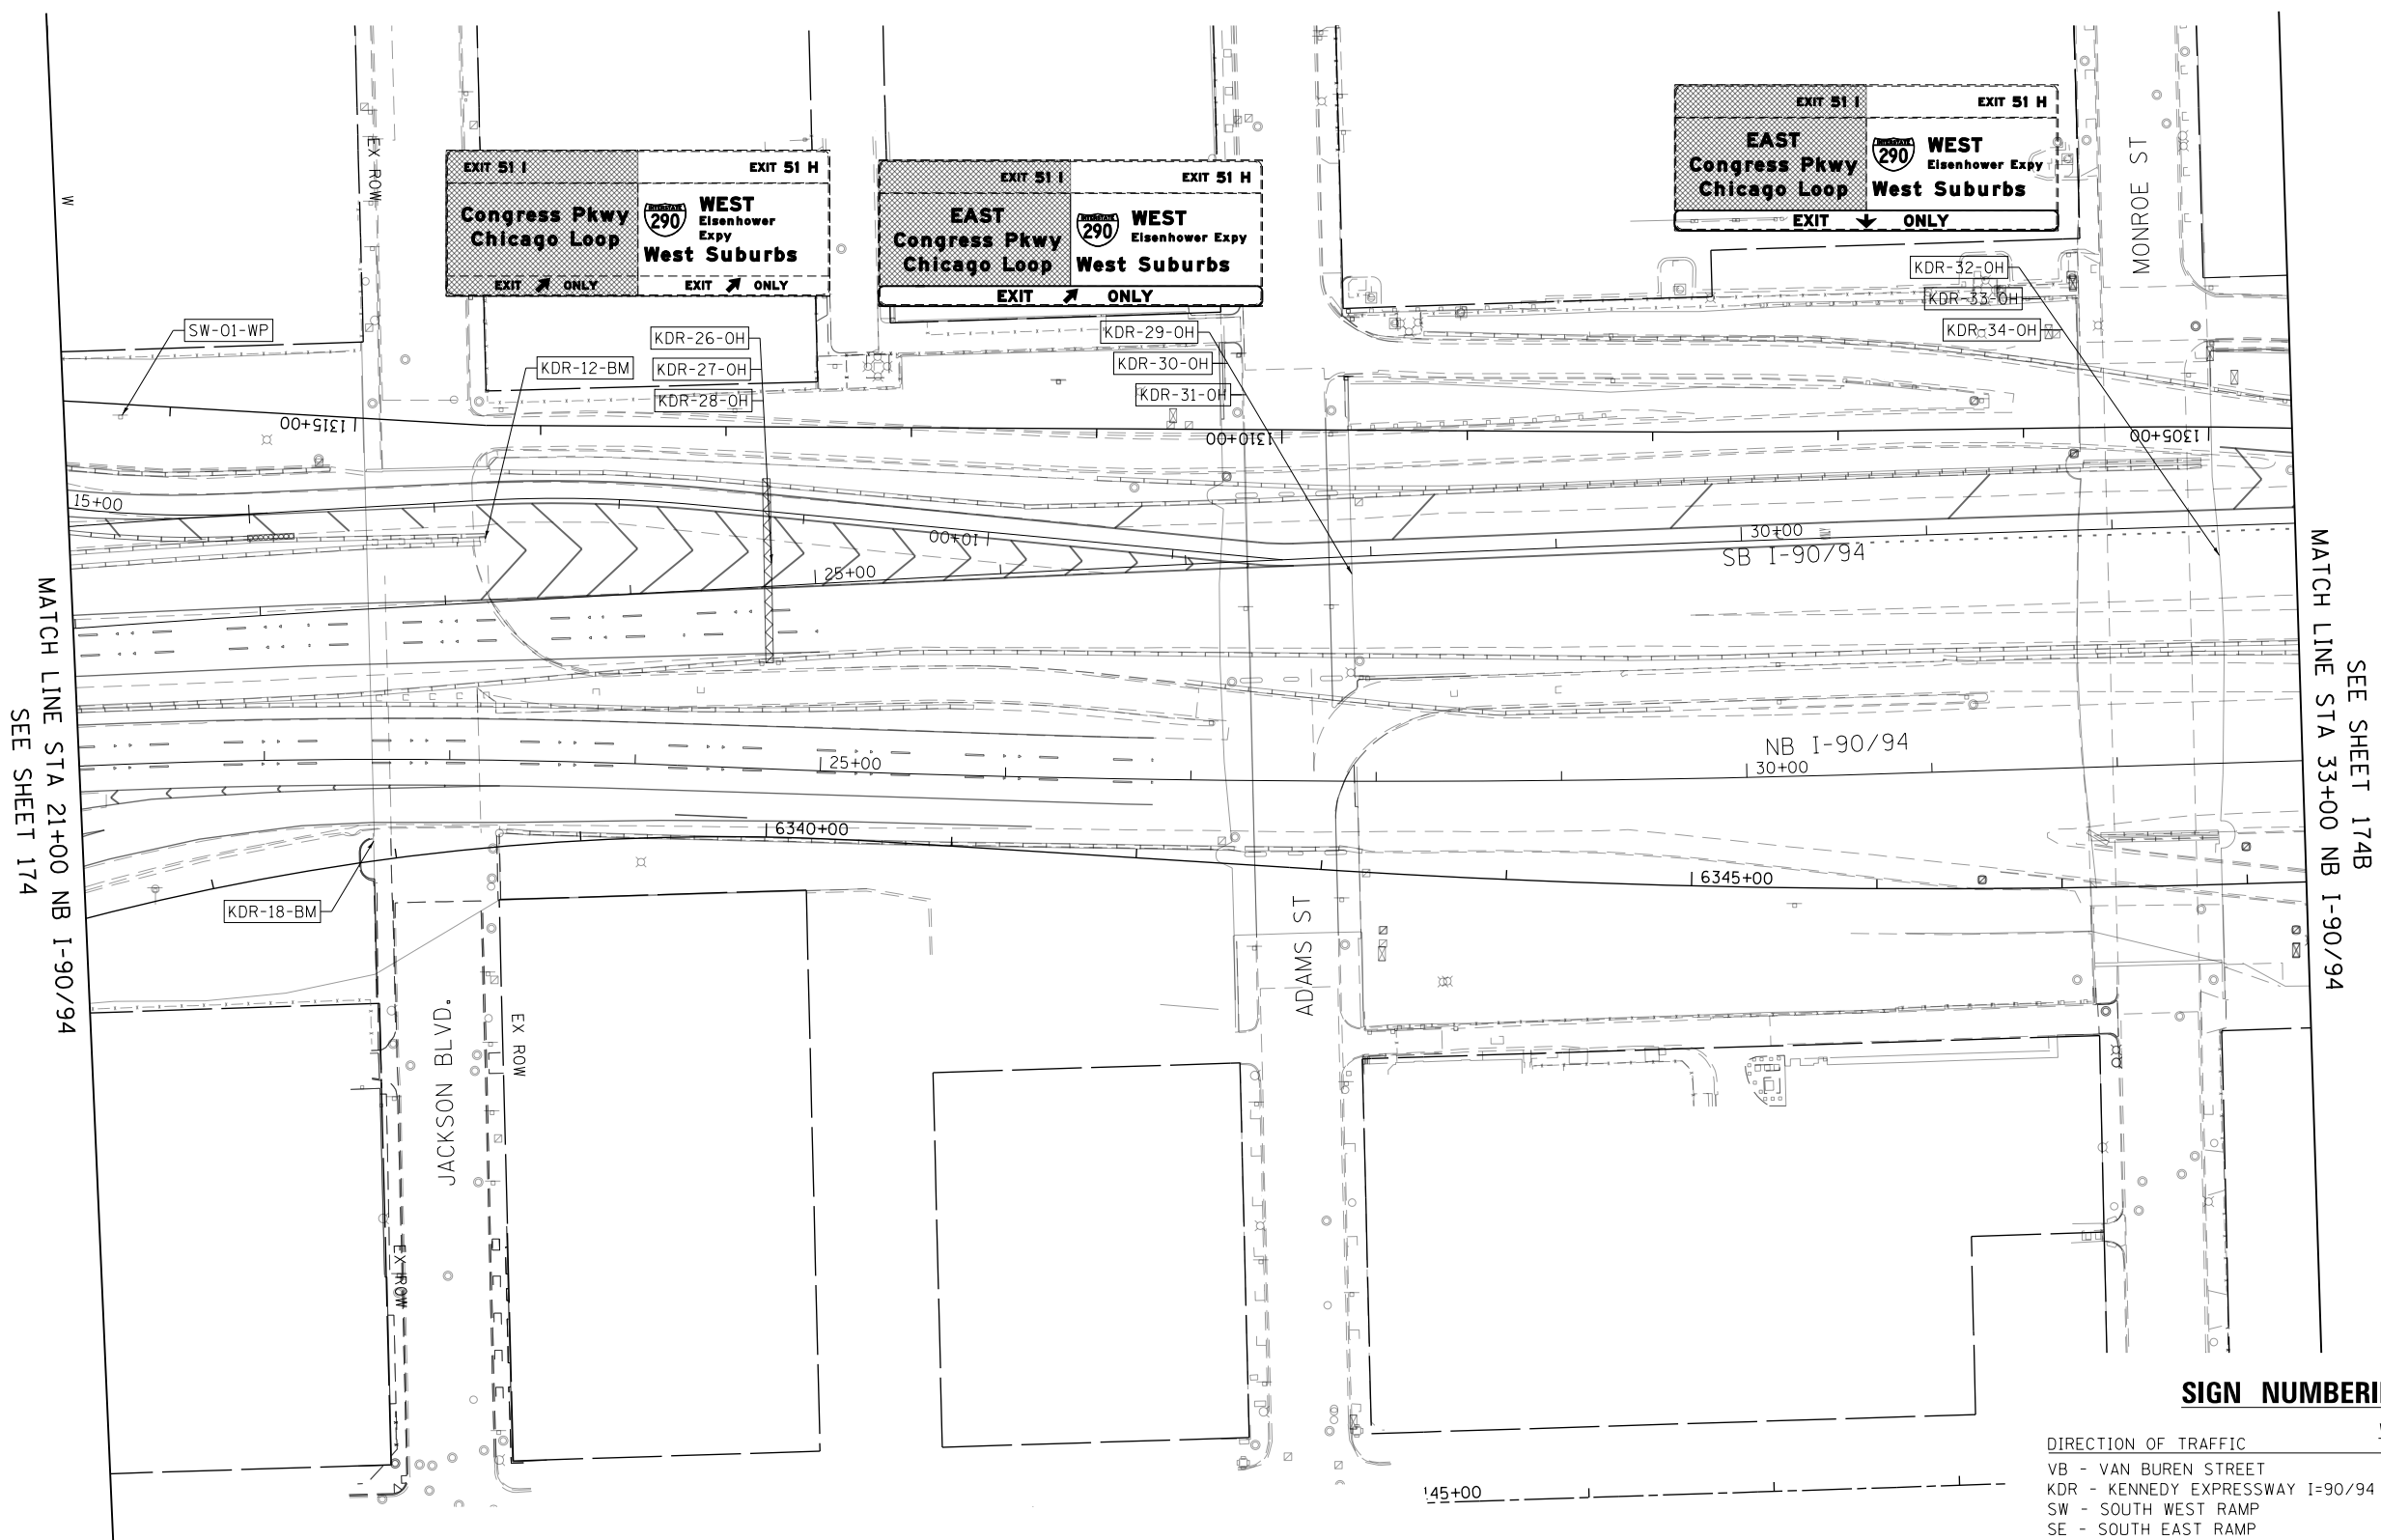 EX ROW
W
EXIT 51 I
EXIT 51 H
Congress Pkwy
Chicago Loop
INTERSTATE
290
WEST
Eisenhower
Expy
West Suburbs
EXIT ONLY
EXIT ONLY
EXIT 51 I
EXIT 51 H
EAST
Congress Pkwy
Chicago Loop
INTERSTATE
290
WEST
Eisenhower Expy
West Suburbs
EXIT ONLY
EXIT 51 I
EXIT 51 H
EAST
Congress Pkwy
Chicago Loop
INTERSTATE
290
WEST
Eisenhower Expy
West Suburbs
EXIT ONLY
MONROE ST
SW-01-WP
KDR-12-BM
KDR-26-OH
KDR-27-OH
KDR-28-OH
KDR-29-OH
KDR-30-OH
KDR-31-OH
KDR-32-OH
KDR-33-OH
KDR-34-OH
1315+00
1310+00
1305+00
15+00
10+00
25+00
30+00
SB I-90/94
NB I-90/94
25+00
30+00
6340+00
6345+00
KDR-18-BM
MATCH LINE STA 21+00 NB I-90/94
SEE SHEET 174
MATCH LINE STA 33+00 NB I-90/94
SEE SHEET 174B
JACKSON BLVD.
EX ROW
EX ROW
ADAMS ST
145+00
SIGN NUMBERI
DIRECTION OF TRAFFIC
VB - VAN BUREN STREET
KDR - KENNEDY EXPRESSWAY I=90/94
SW - SOUTH WEST RAMP
SE - SOUTH EAST RAMP